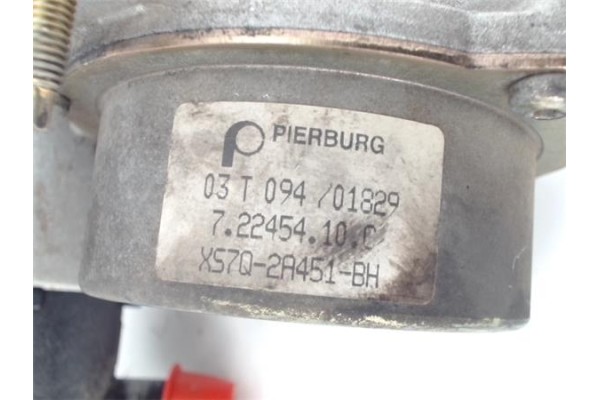 PIERBURG
03 T 094 /01829
7.22454.10.C
XS7Q-2A451-BH